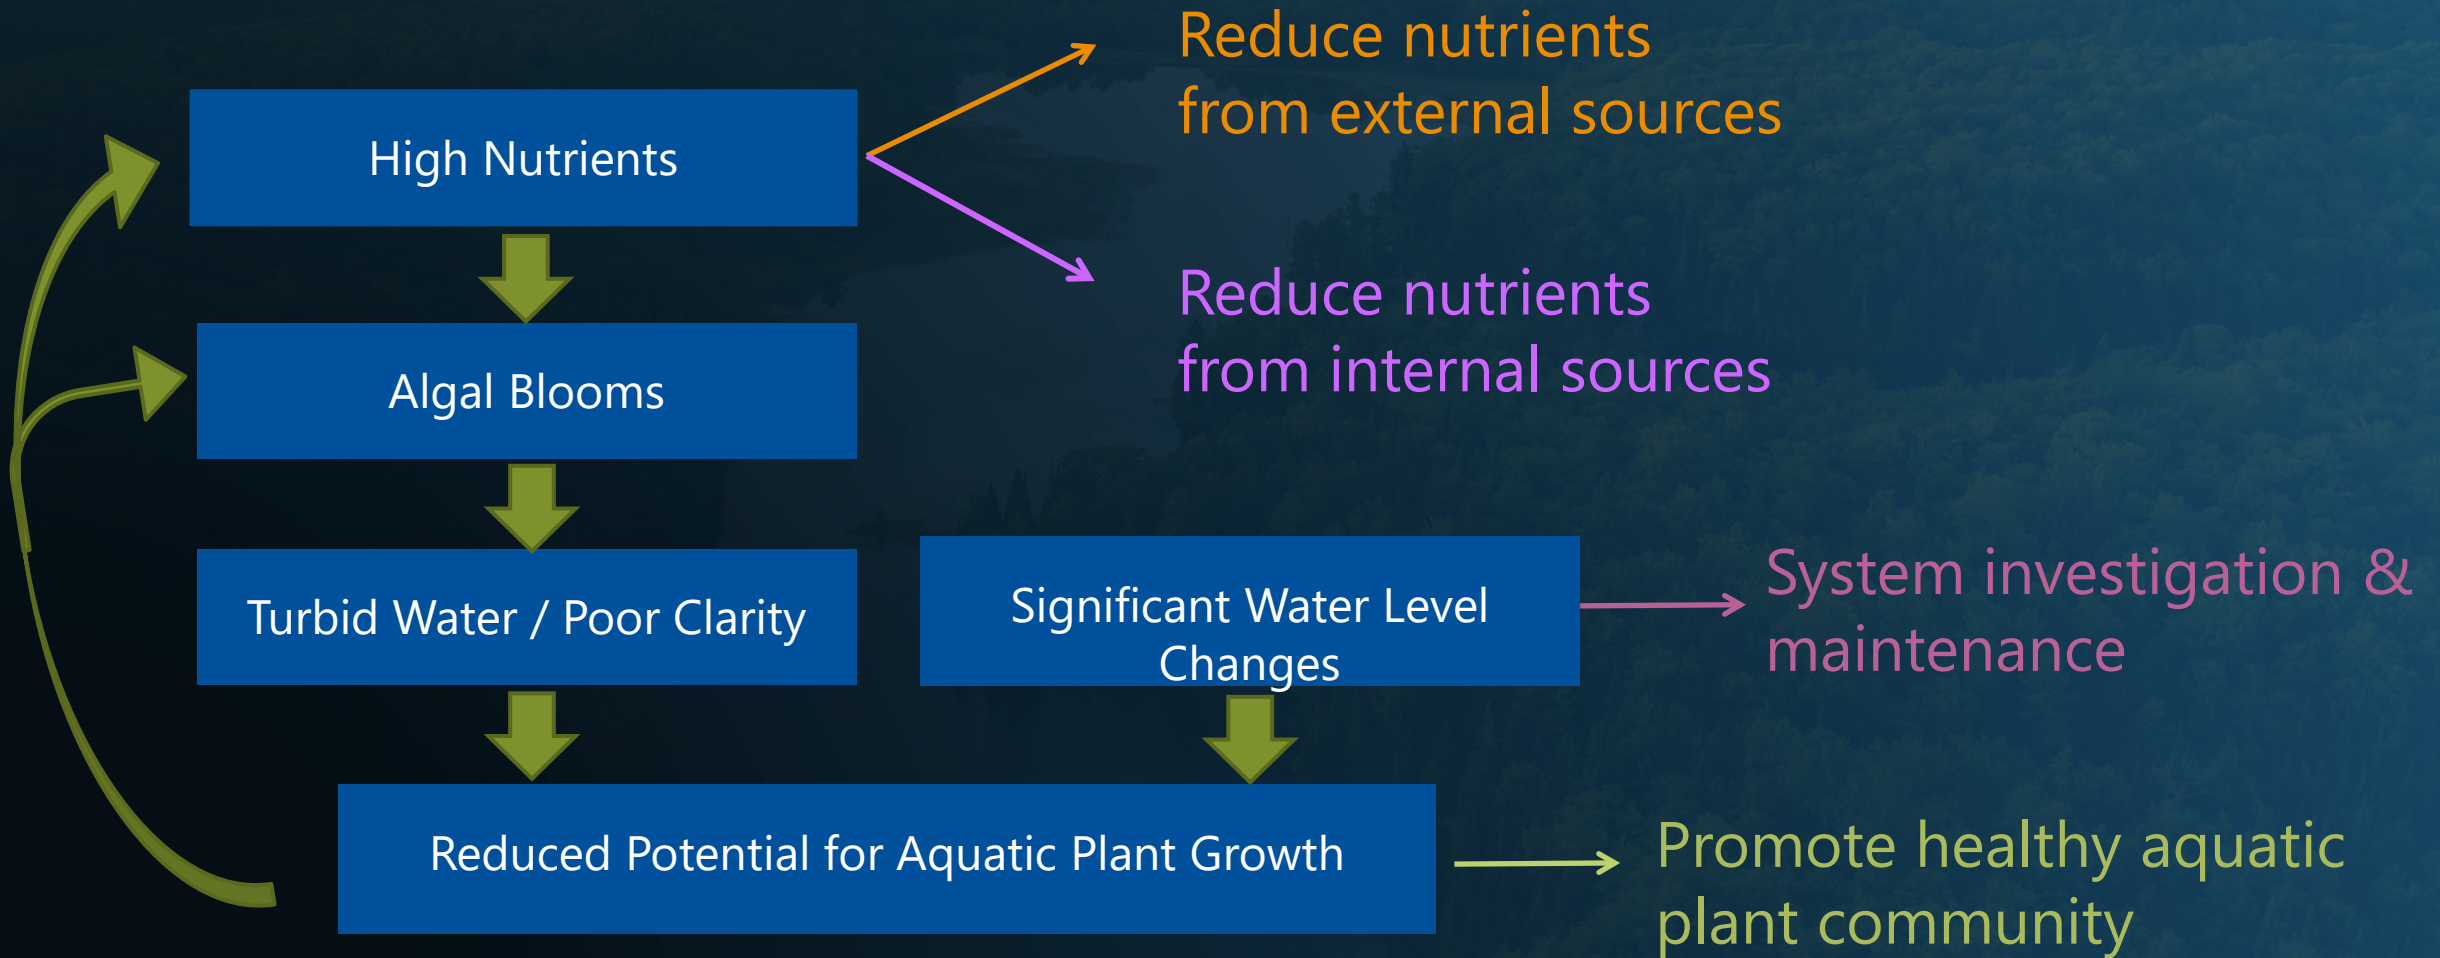 Reduce nutrients
from external sources
High Nutrients
Reduce nutrients
from internal sources
Algal Blooms
Turbid Water / Poor Clarity
Significant Water Level
Changes
System investigation &
maintenance
Reduced Potential for Aquatic Plant Growth
Promote healthy aquatic
plant community